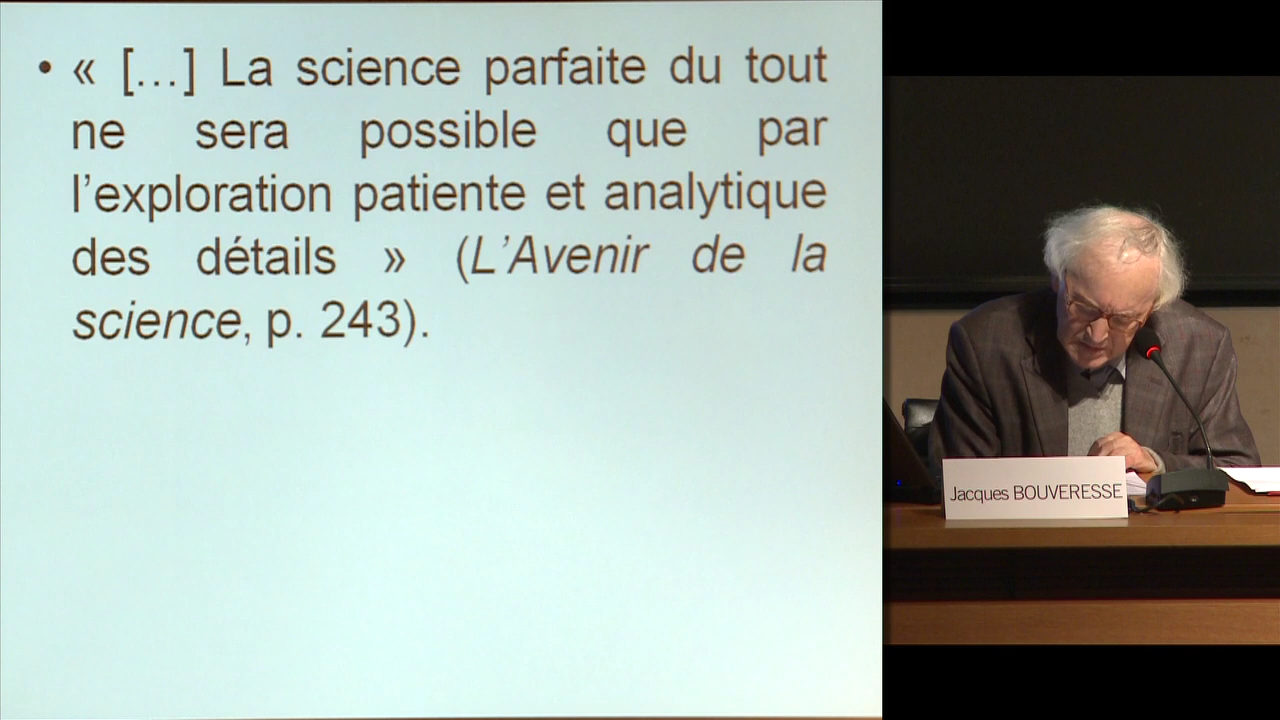 • « […] La science parfaite du tout
ne sera possible que par
l’exploration patiente et analytique
des détails » (L’Avenir de la
science, p. 243).
Jacques BOUVERESSE